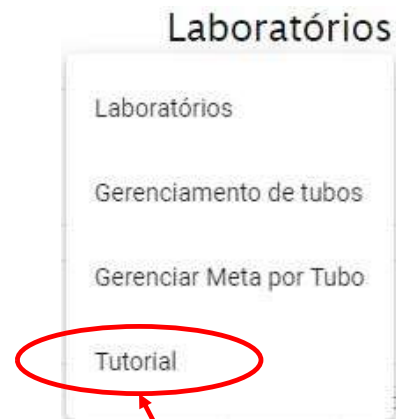 Laboratórios
Laboratórios
Gerenciamento de tubos
Gerenciar Meta por Tubo
Tutorial